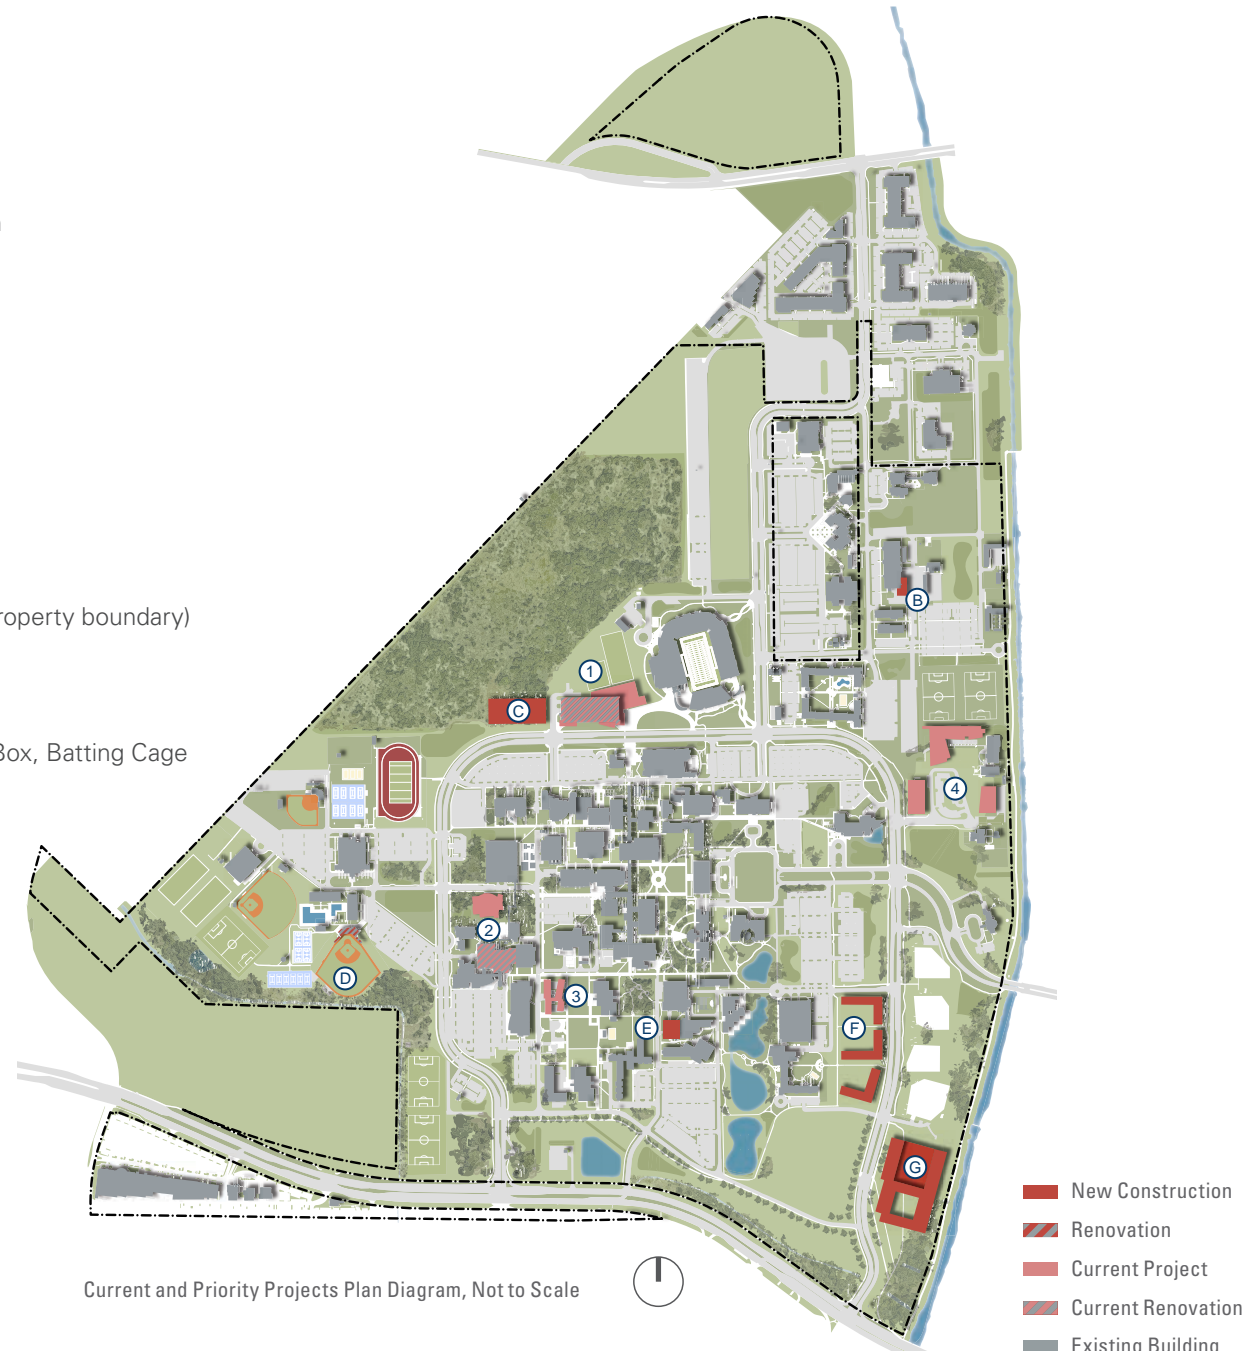 roperty boundary)
Box, Batting Cage
B
1
C
4
2
D
3
E
F
G
New Construction
Renovation
Current Project
Current Renovation
Existing Building
Current and Priority Projects Plan Diagram, Not to Scale